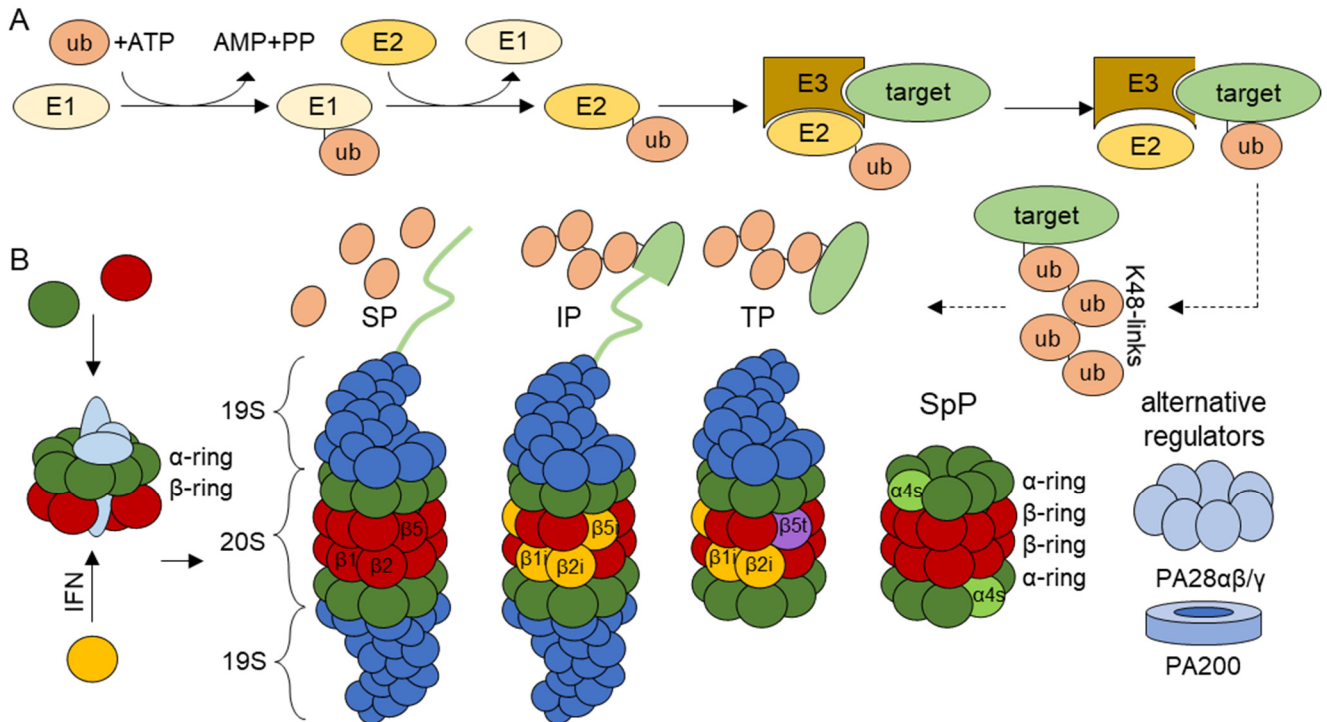 A
ub +ATP AMP+PP E2 E1
E1 E1 ub E2 ub E3 E2 ub target E3 E2 target ub
target
ub
ub
ub
ub
K48-links
B
SP IP TP
SpP
alternative
regulators
19S
α-ring
β-ring
20S
19S
IFN
β5
β1 β2
β5i
β1i β2i
β5t
β1i β2i
α4s
α4s
α-ring
β-ring
β-ring
α-ring
PA28αβ/γ
PA200